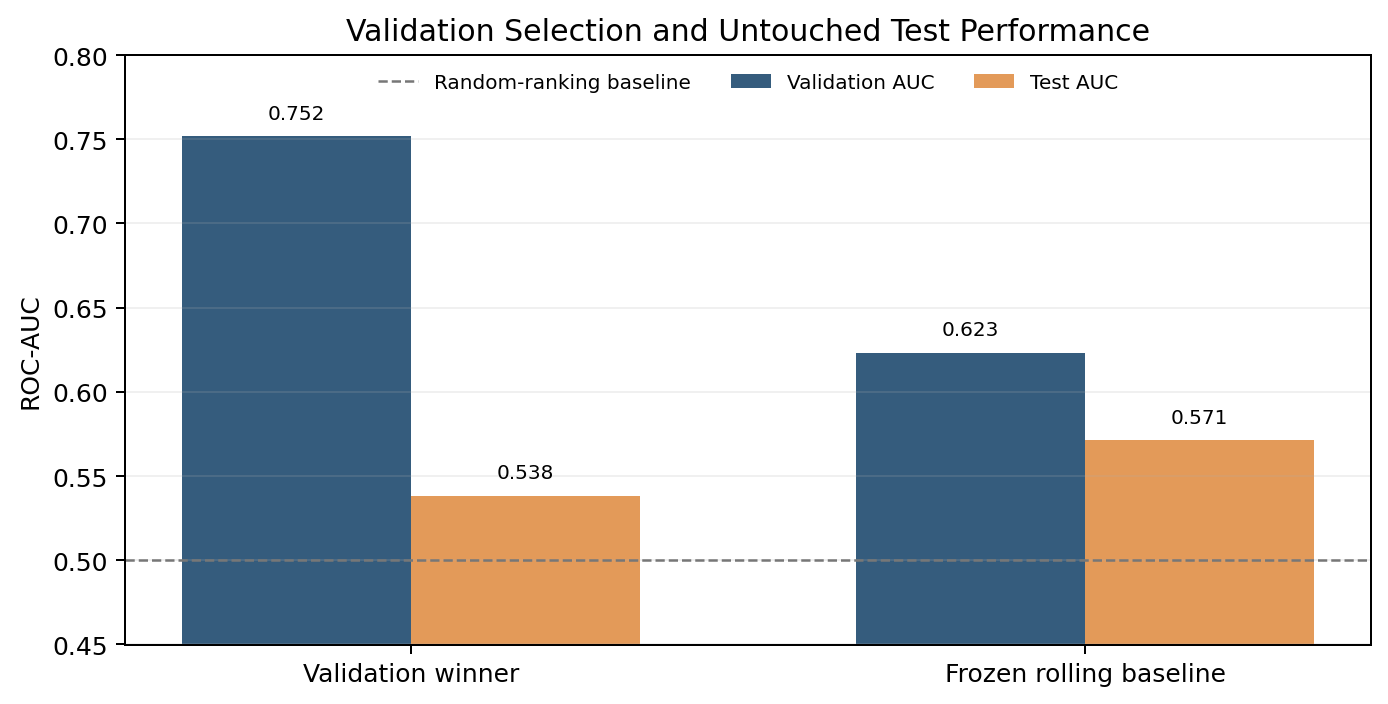 Validation Selection and Untouched Test Performance
Random-ranking baseline
Validation AUC
Test AUC
ROC-AUC
0.80
0.75
0.70
0.65
0.60
0.55
0.50
0.45
0.752
0.538
0.623
0.571
Validation winner
Frozen rolling baseline